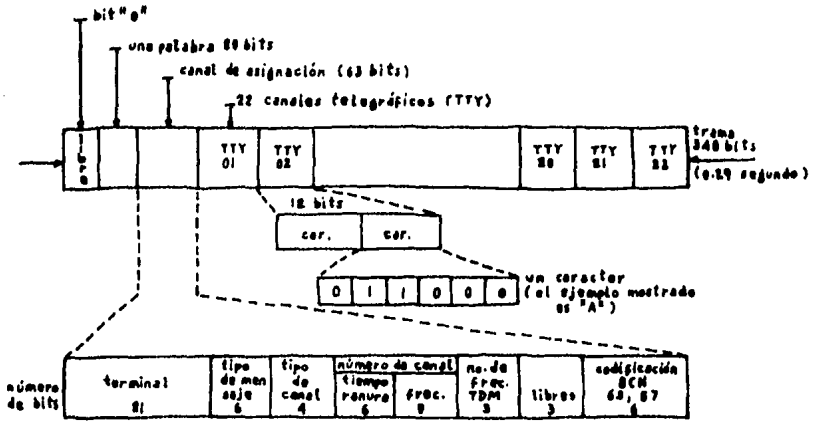 bit "0"
una palabra 20 bits
canal de asignación (63 bits)
22 canales telegráficos (TTY)
libre
TTY 01
TTY 02
TTY 20
TTY 21
TTY 22
trama
348 bits
(0.29 segundo)
12 bits
car.
car.
0 1 1 0 0 0
un caracter
(el ejemplo mostrado
es "A")
número
de bits
terminal
21
tipo
de men
saje
6
tipo
de
canal
4
número de canal
tiempo
ranura
6
frec.
no. de
frec.
TDM
3
libres
3
codificación
BCH
63, 57
6